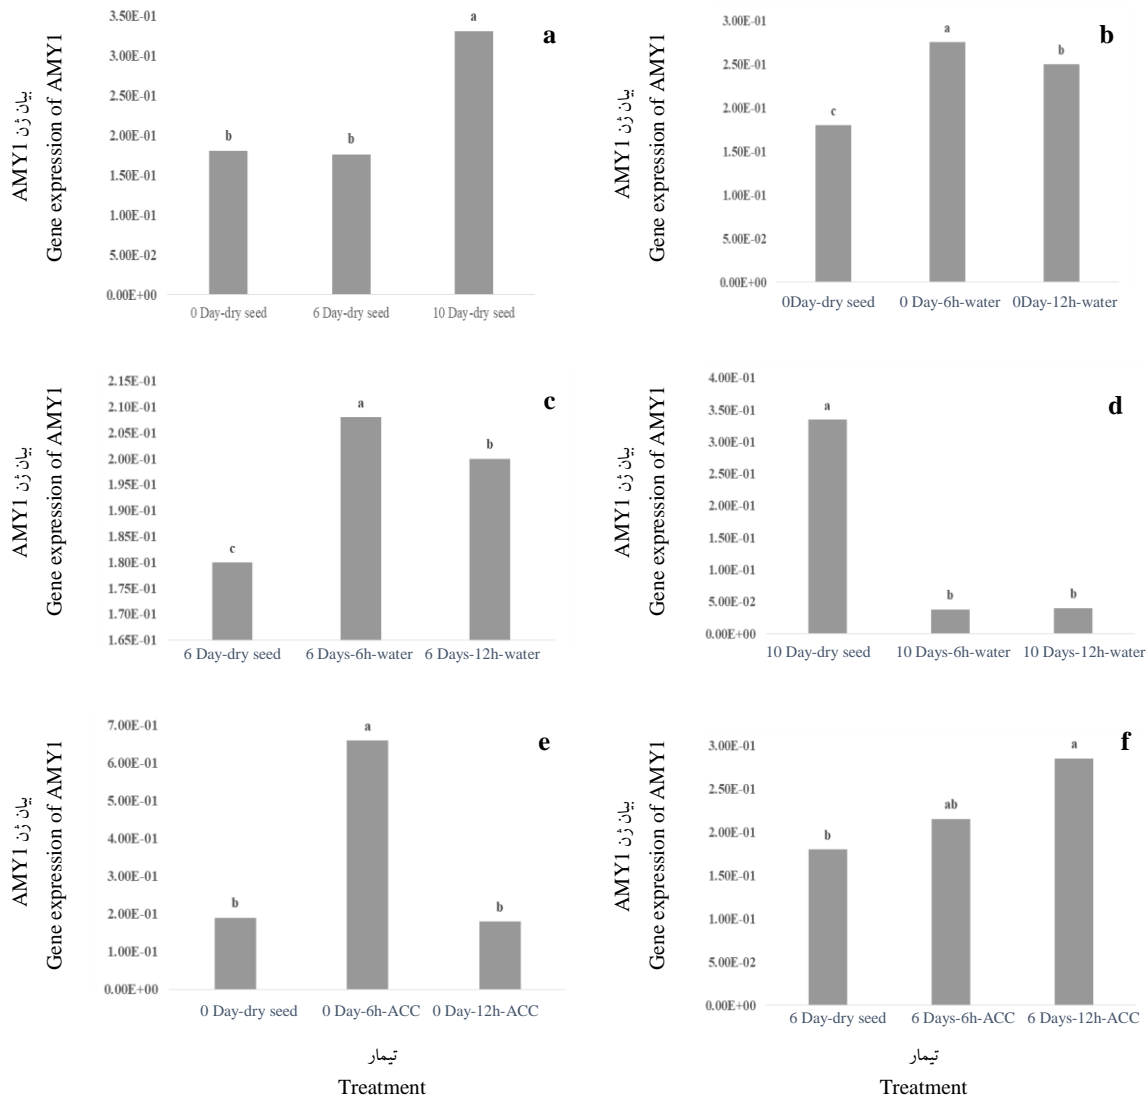 بیان ژن AMY1
Gene expression of AMY1
3.50E-01
3.00E-01
2.50E-01
2.00E-01
1.50E-01
1.00E-01
5.00E-02
0.00E+00
b
b
a
a
0 Day-dry seed
6 Day-dry seed
10 Day-dry seed
بیان ژن AMY1
Gene expression of AMY1
3.00E-01
2.50E-01
2.00E-01
1.50E-01
1.00E-01
5.00E-02
0.00E+00
c
a
b
b
0Day-dry seed
0 Day-6h-water
0Day-12h-water
بیان ژن AMY1
Gene expression of AMY1
2.15E-01
2.10E-01
2.05E-01
2.00E-01
1.95E-01
1.90E-01
1.85E-01
1.80E-01
1.75E-01
1.70E-01
1.65E-01
c
a
b
c
6 Day-dry seed
6 Days-6h-water
6 Days-12h-water
بیان ژن AMY1
Gene expression of AMY1
4.00E-01
3.50E-01
3.00E-01
2.50E-01
2.00E-01
1.50E-01
1.00E-01
5.00E-02
0.00E+00
a
b
b
d
10 Day-dry seed
10 Days-6h-water
10 Days-12h-water
بیان ژن AMY1
Gene expression of AMY1
7.00E-01
6.00E-01
5.00E-01
4.00E-01
3.00E-01
2.00E-01
1.00E-01
0.00E+00
b
a
b
e
0 Day-dry seed
0 Day-6h-ACC
0 Day-12h-ACC
تیمار
Treatment
بیان ژن AMY1
Gene expression of AMY1
3.00E-01
2.50E-01
2.00E-01
1.50E-01
1.00E-01
5.00E-02
0.00E+00
b
ab
a
f
6 Day-dry seed
6 Days-6h-ACC
6 Days-12h-ACC
تیمار
Treatment